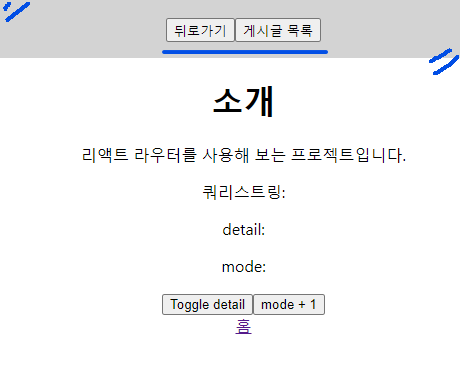 뒤로가기 게시글 목록
소개
리액트 라우터를 사용해 보는 프로젝트입니다.
쿼리스트링:
detail:
mode:
Toggle detail mode + 1
홈